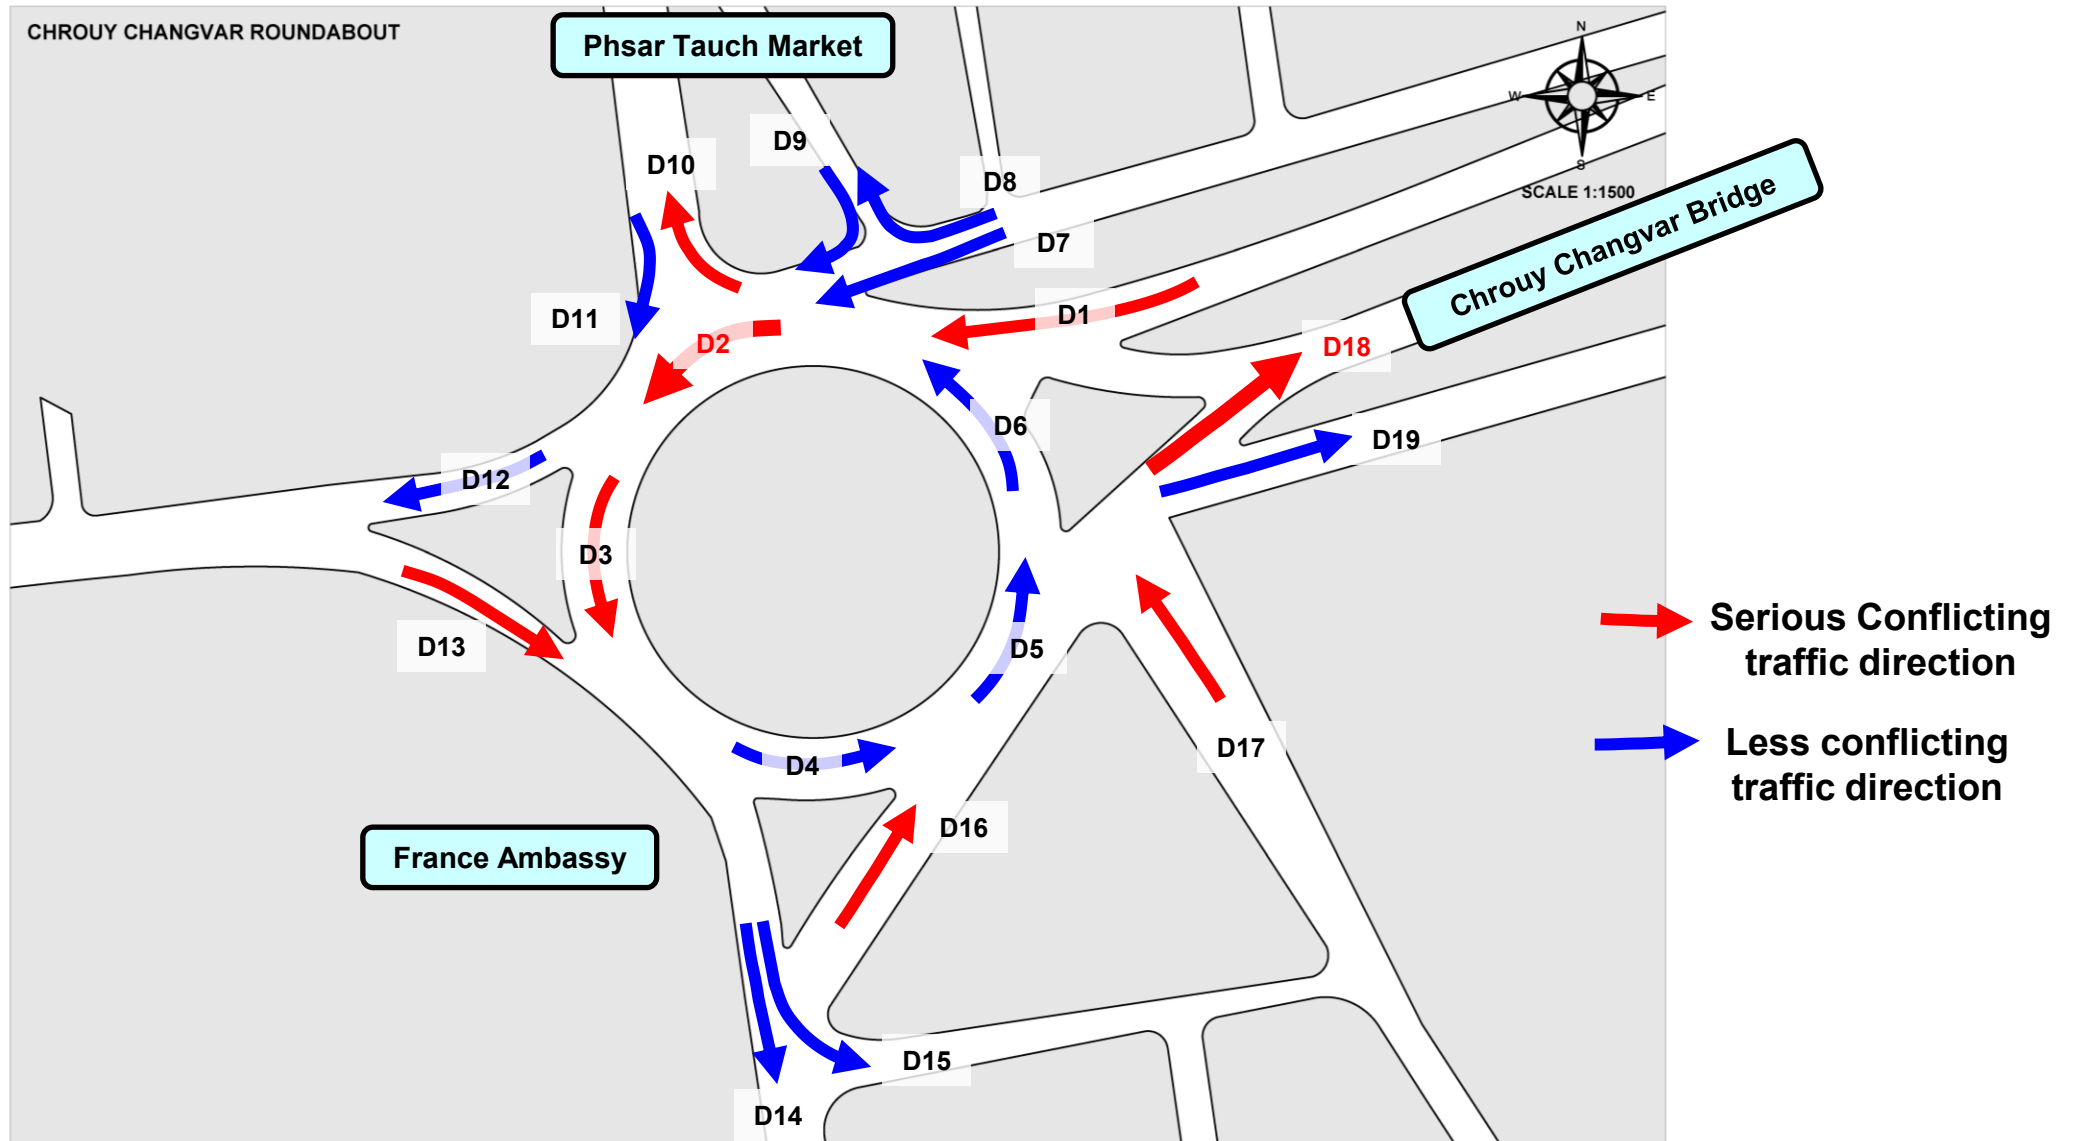 CHROUY CHANGVAR ROUNDABOUT
Phsar Tauch Market
N
W
E
S
SCALE 1:1500
D9
D10
D8
D7
Chrouy Changvar Bridge
D11
D1
D2
D18
D6
D19
D12
D3
Serious Conflicting
traffic direction
D13
D5
D17
Less conflicting
traffic direction
D4
D16
France Ambassy
D15
D14